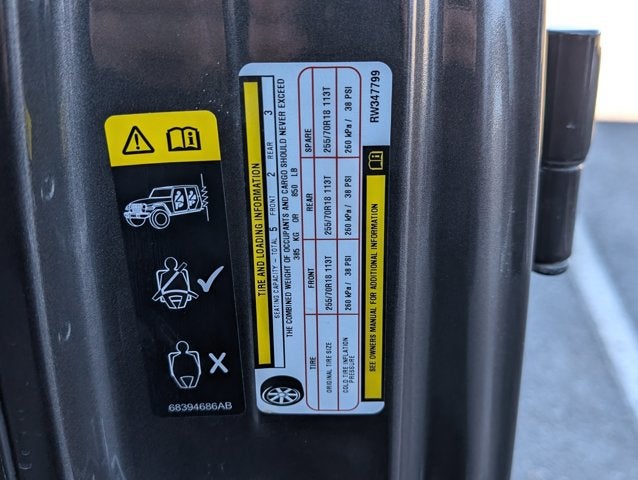 68394686AB
TIRE AND LOADING INFORMATION
SEATING CAPACITY - TOTAL 5 FRONT 2 REAR 3
THE COMBINED WEIGHT OF OCCUPANTS AND CARGO SHOULD NEVER EXCEED
385 KG OR 850 LB
TIRE FRONT REAR SPARE
ORIGINAL TIRE SIZE 255/70R18 113T 255/70R18 113T 255/70R18 113T
COLD TIRE INFLATION
PRESSURE 260 kPa / 38 PSI 260 kPa / 38 PSI 260 kPa / 38 PSI
SEE OWNERS MANUAL FOR ADDITIONAL INFORMATION
RW347799